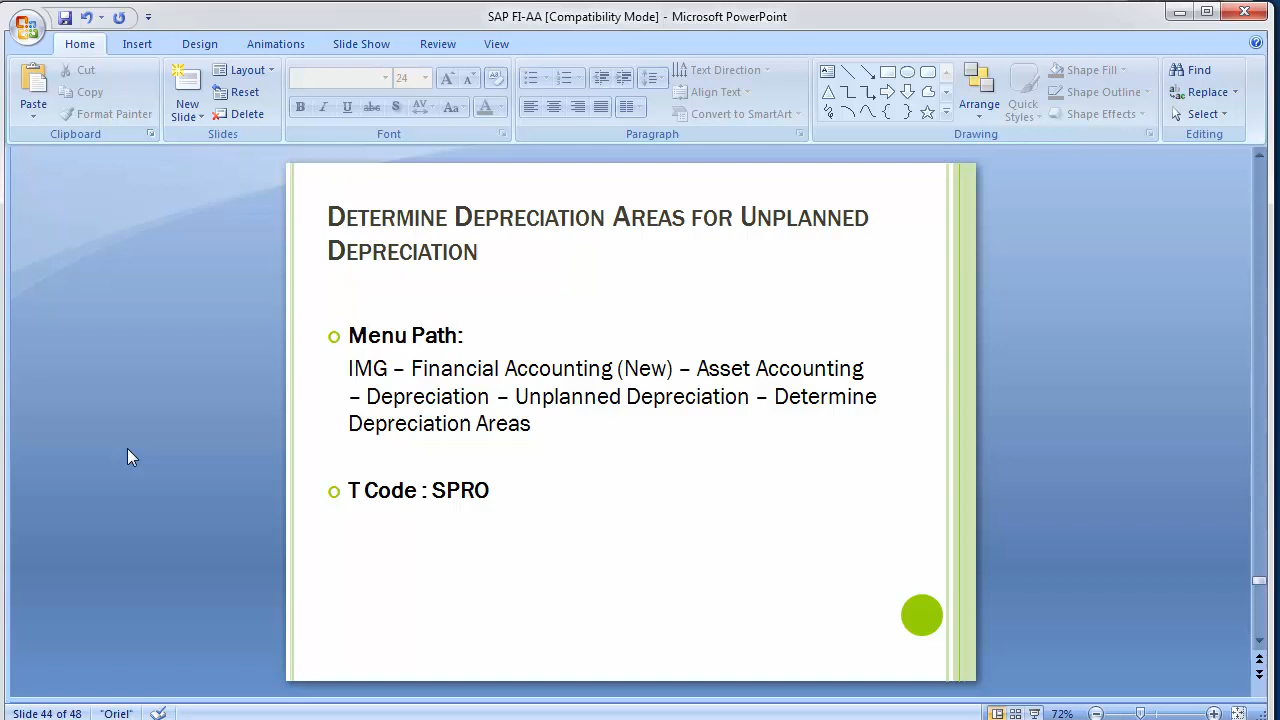 SAP FI-AA [Compatibility Mode] - Microsoft PowerPoint
Home Insert Design Animations Slide Show Review View
Cut
Copy
Format Painter
Paste
Clipboard
New
Slide
Layout
Reset
Delete
Slides
24
B I U abc S AV Aa A
Font
Text Direction
Align Text
Convert to SmartArt
Paragraph
Arrange
Quick
Styles
Shape Fill
Shape Outline
Shape Effects
Drawing
Find
Replace
Select
Editing
DETERMINE DEPRECIATION AREAS FOR UNPLANNED
DEPRECIATION
Menu Path:
IMG – Financial Accounting (New) – Asset Accounting
– Depreciation – Unplanned Depreciation – Determine
Depreciation Areas
T Code : SPRO
Slide 44 of 48 "Oriel" 72%